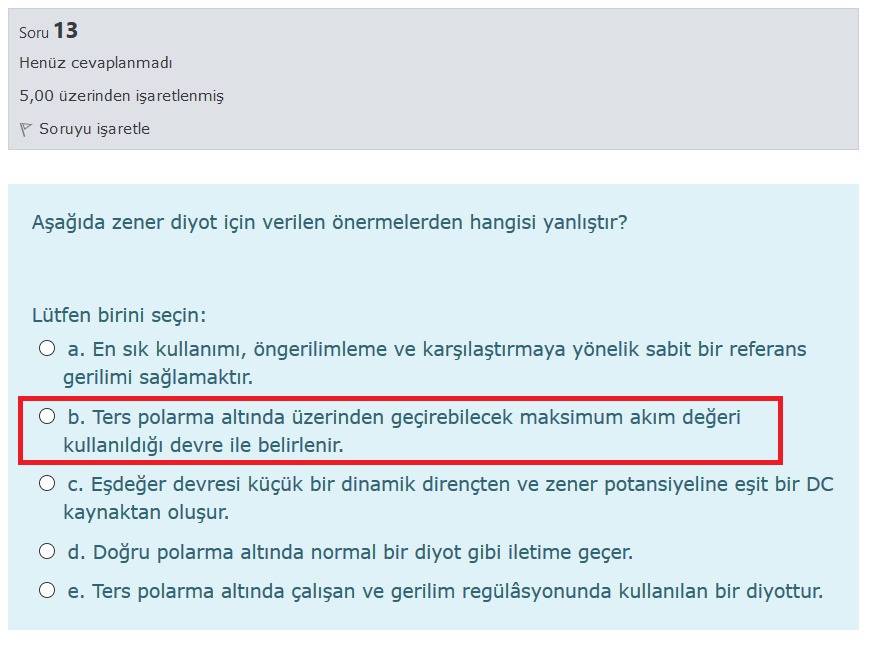 Soru 13
Henüz cevaplanmadı
5,00 üzerinden işaretlenmiş
Soruyu işaretle
Aşağıda zener diyot için verilen önermelerden hangisi yanlıştır?
Lütfen birini seçin:
a. En sık kullanımı, öngerilimleme ve karşılaştırmaya yönelik sabit bir referans
gerilimi sağlamaktır.
b. Ters polarma altında üzerinden geçirebilecek maksimum akım değeri
kullanıldığı devre ile belirlenir.
c. Eşdeğer devresi küçük bir dinamik dirençten ve zener potansiyeline eşit bir DC
kaynaktan oluşur.
d. Doğru polarma altında normal bir diyot gibi iletime geçer.
e. Ters polarma altında çalışan ve gerilim regülâsyonunda kullanılan bir diyottur.